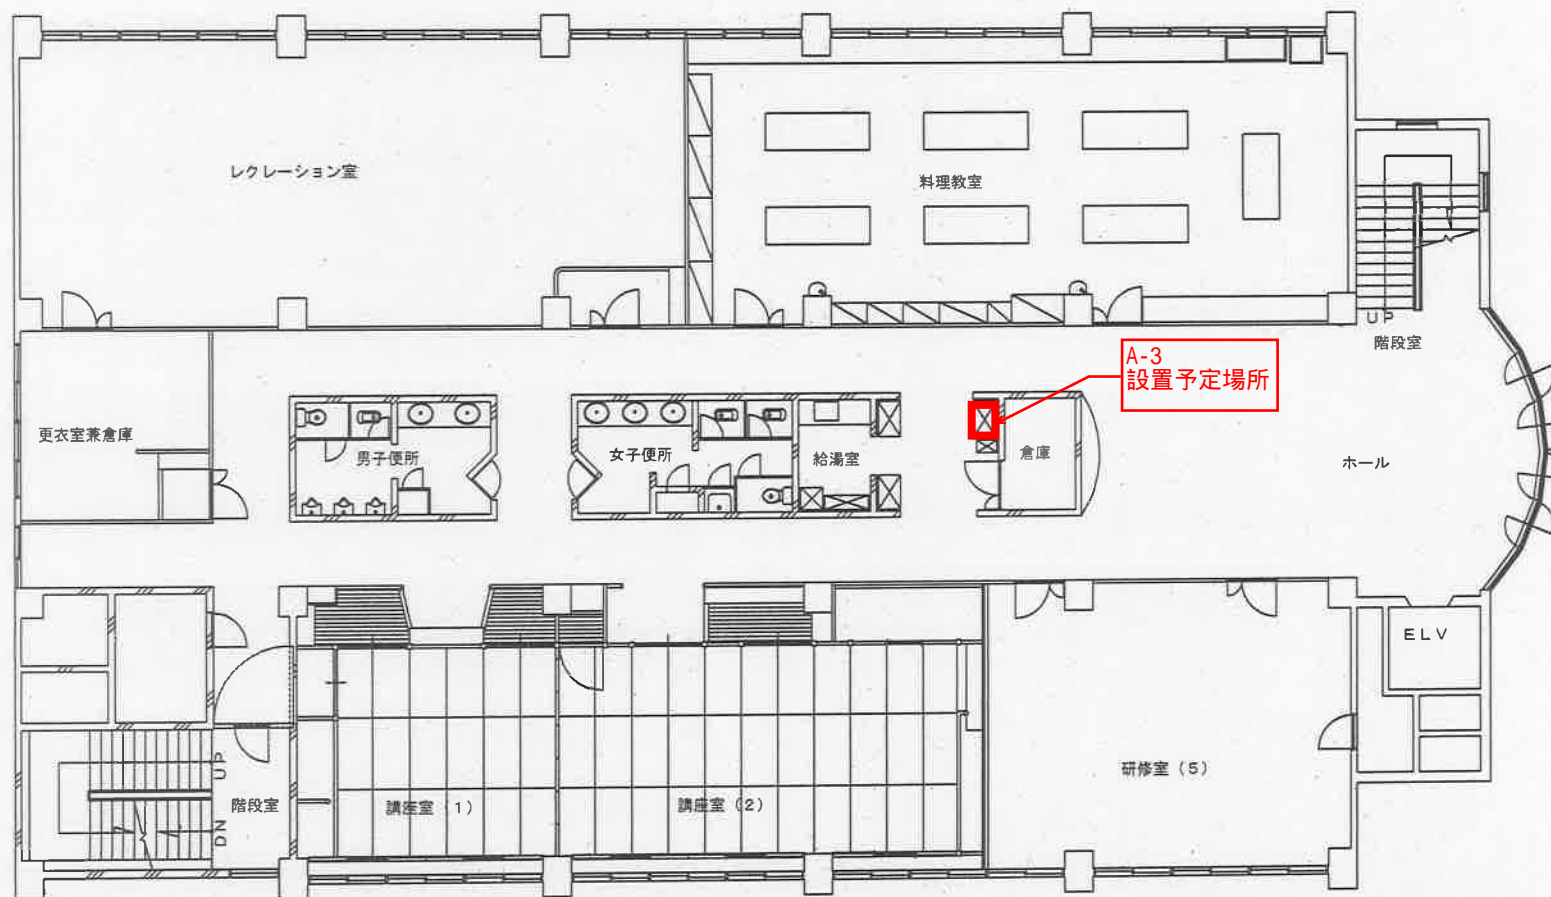 レクレーション室
料理教室
UP
階段室
A-3
設置予定場所
更衣室兼倉庫
男子便所
女子便所
給湯室
倉庫
ホール
ELV
UP
DN
階段室
講座室(1)
講座室(2)
研修室(5)